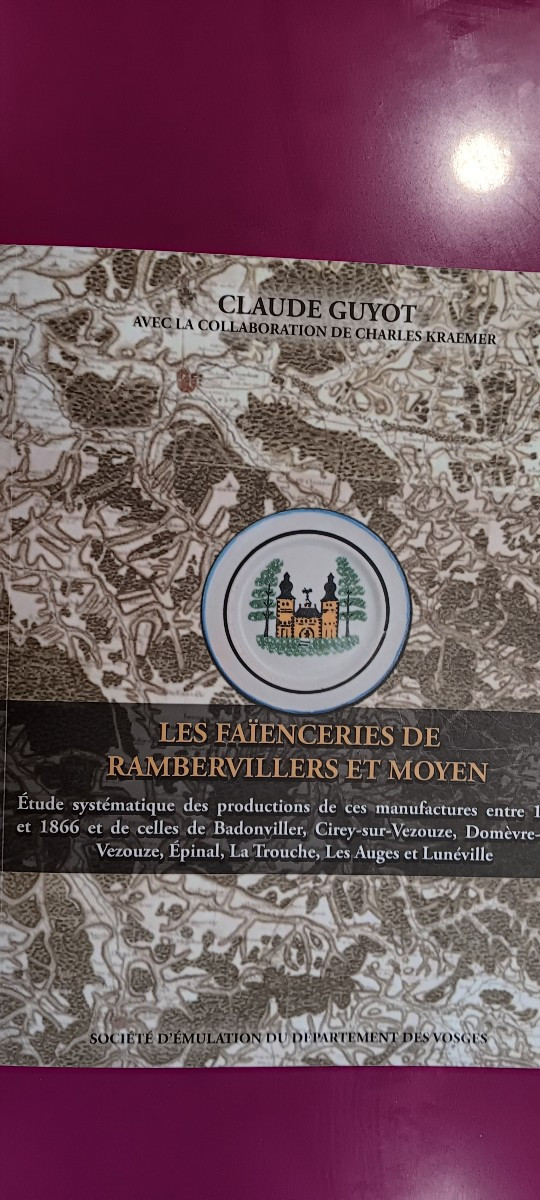 CLAUDE GUYOT
AVEC LA COLLABORATION DE CHARLES KRAEMER
LES FAÏENCERIES DE
RAMBERVILLERS ET MOYEN
Étude systématique des productions de ces manufactures entre 1
et 1866 et de celles de Badonviller, Cirey-sur-Vezouze, Domèvre-
Vezouze, Épinal, La Trouche, Les Auges et Lunéville
SOCIÉTÉ D'ÉMULATION DU DÉPARTEMENT DES VOSGES